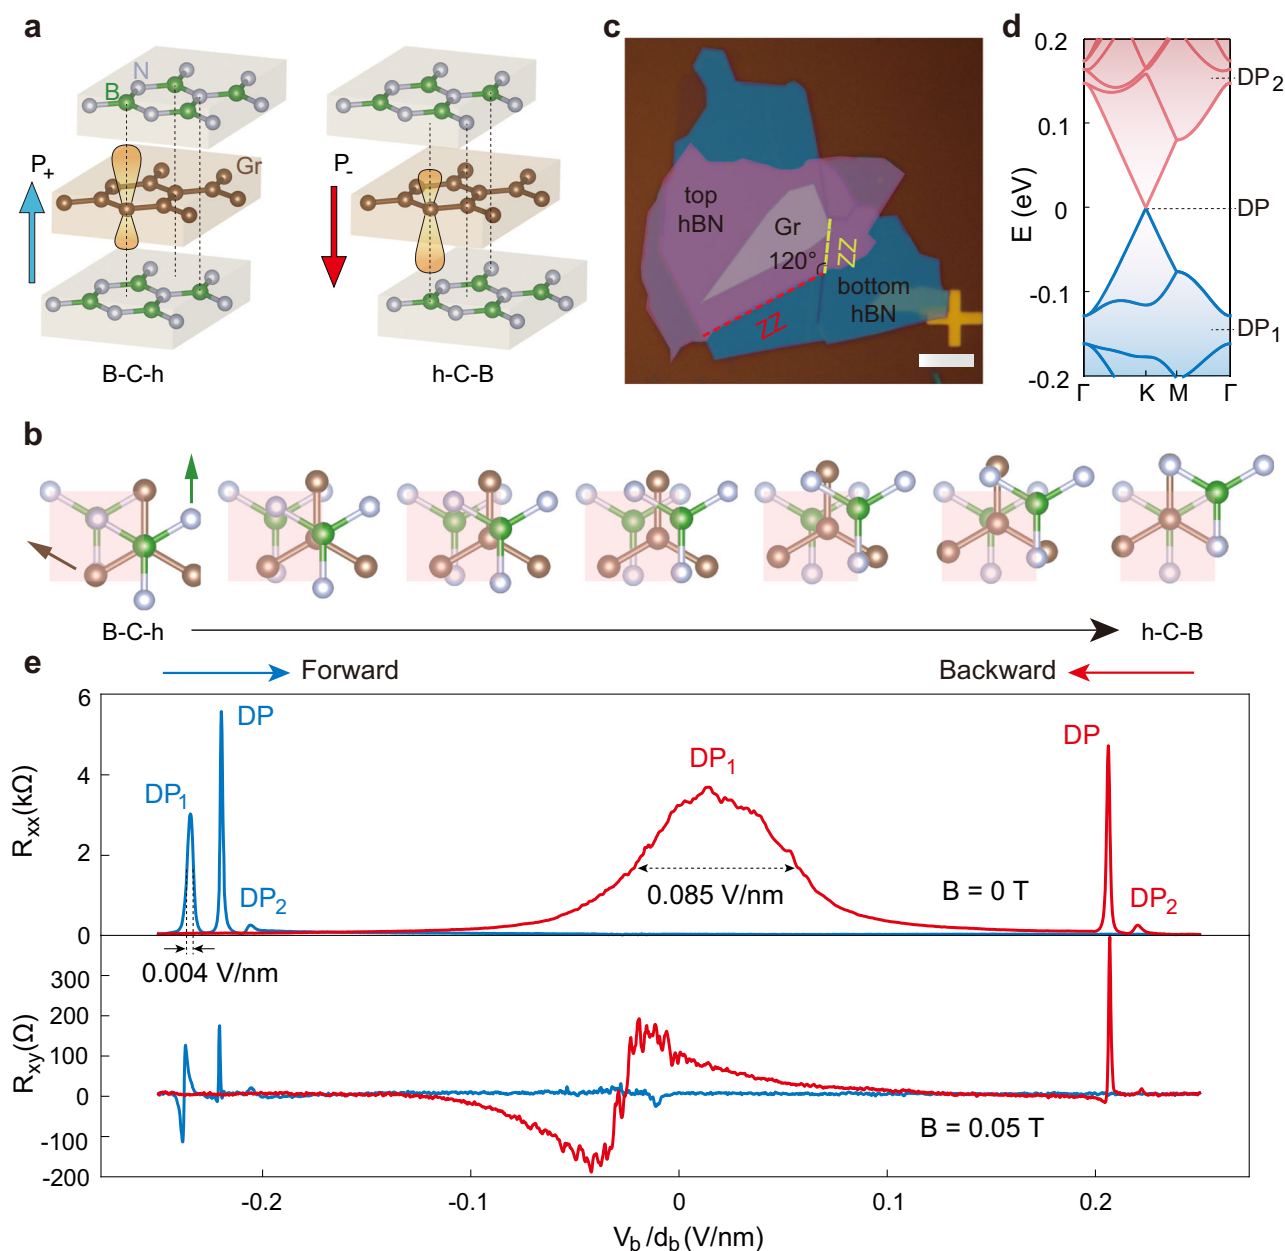 a
N
B
P+
Gr
P-
B-C-h
h-C-B
c
top
hBN
Gr
120°
ZZ
ZZ
bottom
hBN
d
E (eV)
0.2
0.1
0
-0.1
-0.2
DP2
DP
DP1
Γ K M Γ
b
B-C-h
h-C-B
e
Forward
Backward
Rxx(kΩ)
6
4
2
0
DP1
DP
DP2
DP1
DP
DP2
0.085 V/nm
B = 0 T
0.004 V/nm
Rxy(Ω)
300
200
100
0
-100
-200
B = 0.05 T
-0.2 -0.1 0 0.1 0.2
Vb/db (V/nm)